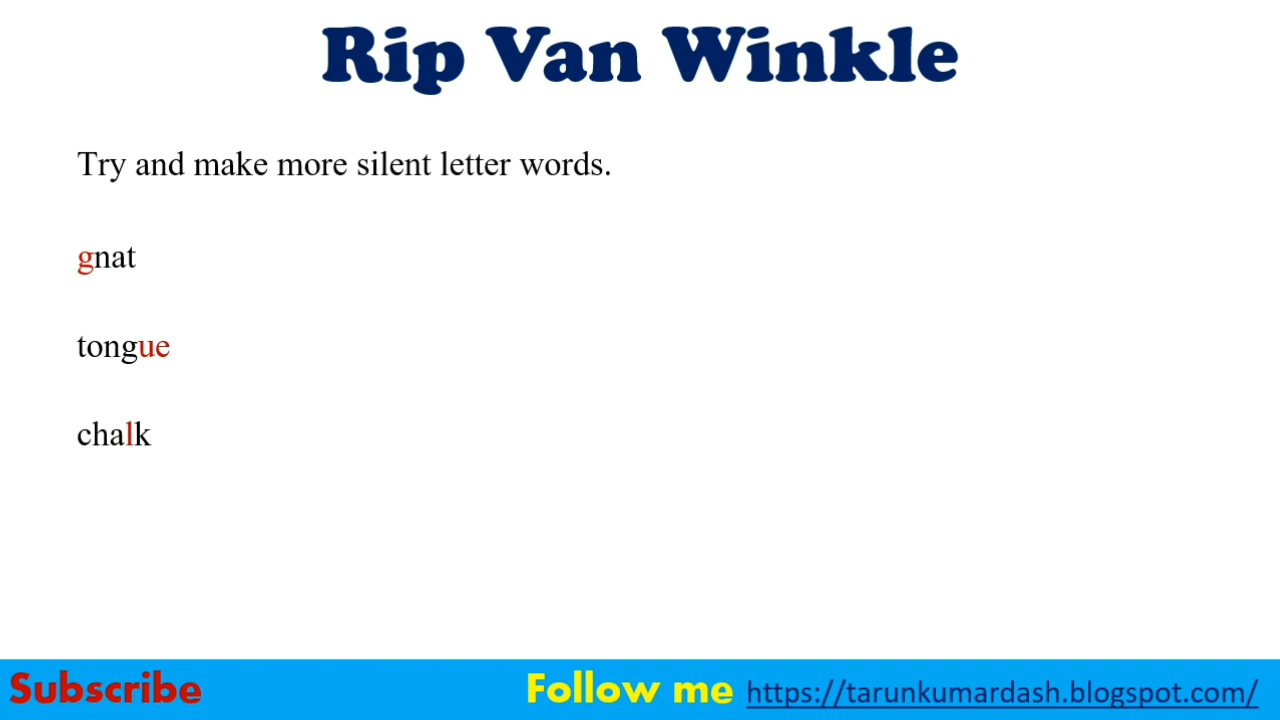 Rip Van Winkle
Try and make more silent letter words.
gnat
tongue
chalk
Subscribe Follow me https://tarunkumardash.blogspot.com/